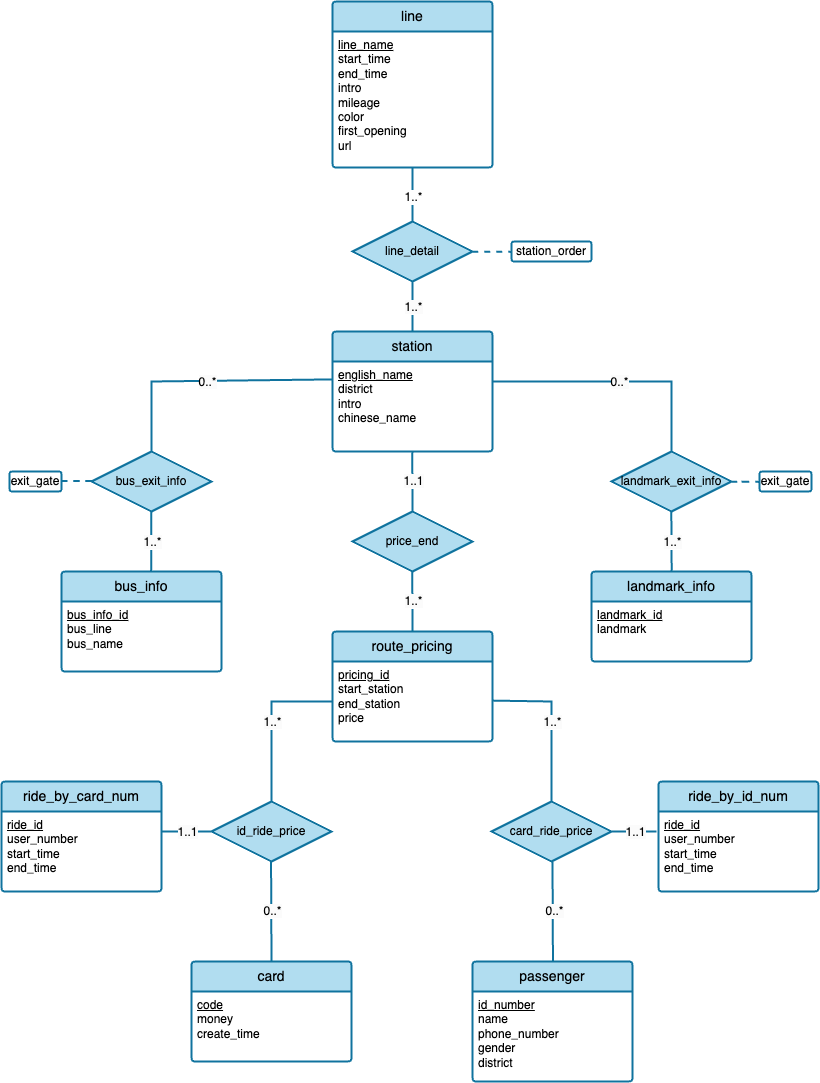 line
line_name
start_time
end_time
intro
mileage
color
first_opening
url
1..*
line_detail
station_order
1..*
station
english_name
district
intro
chinese_name
0..*
0..*
exit_gate
bus_exit_info
1..1
landmark_exit_info
exit_gate
1..*
price_end
1..*
bus_info
bus_info_id
bus_line
bus_name
1..*
landmark_info
landmark_id
landmark
route_pricing
pricing_id
start_station
end_station
price
1..*
1..*
ride_by_card_num
ride_id
user_number
start_time
end_time
1..1
id_ride_price
card_ride_price
1..1
ride_by_id_num
ride_id
user_number
start_time
end_time
0..*
0..*
card
code
money
create_time
passenger
id_number
name
phone_number
gender
district